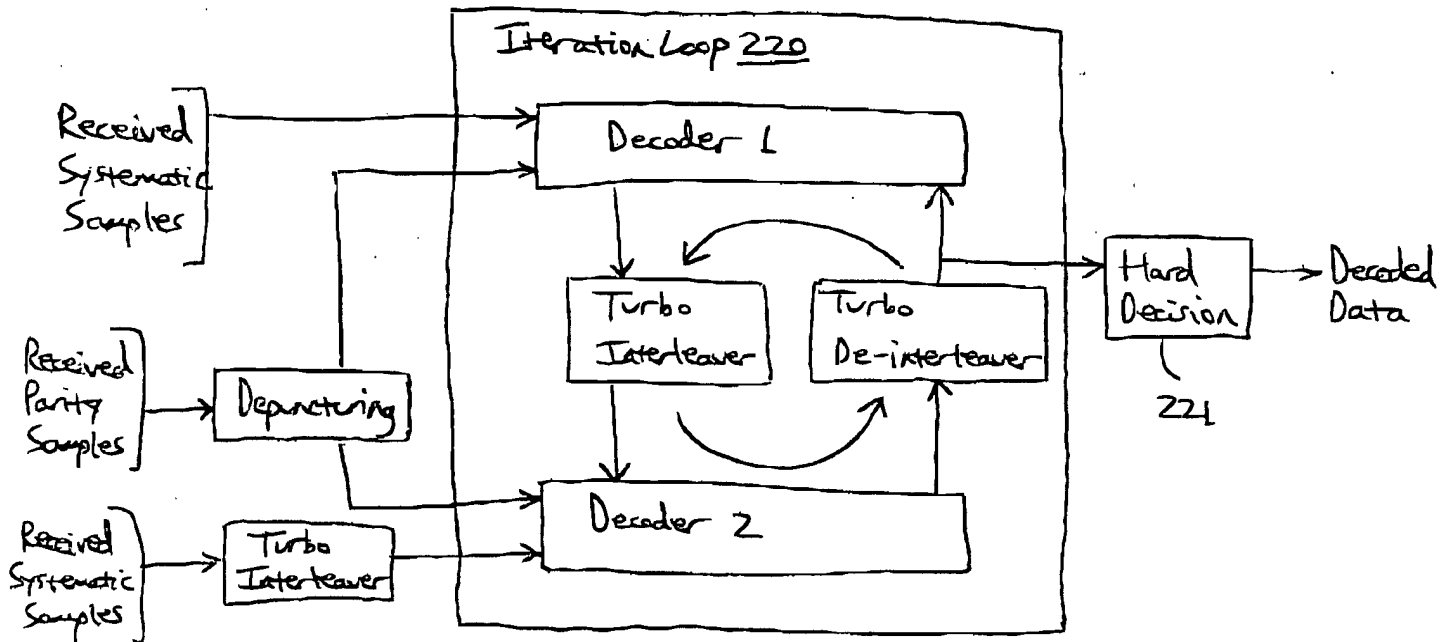 Iteration Loop 220
Received
Systematic
Samples
Decoder 1
Turbo
Interleaver
Turbo
De-interleaver
Hard
Decision
Decoded
Data
221
Received
Parity
Samples
Depuncturing
Decoder 2
Received
Systematic
Samples
Turbo
Interleaver